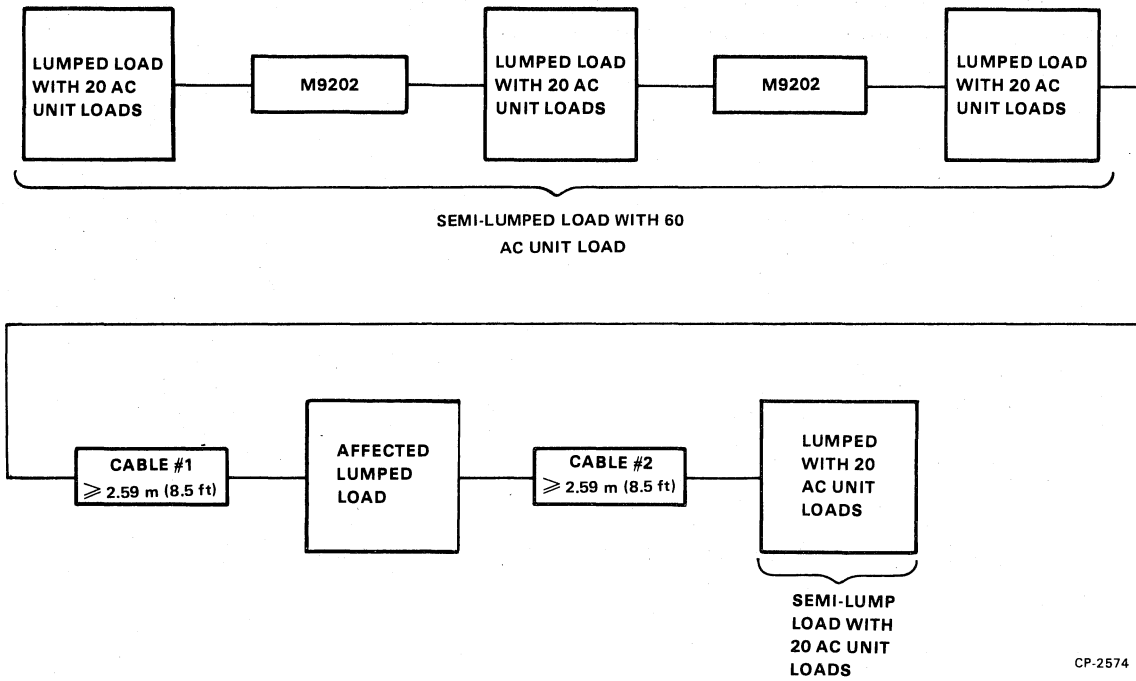 LUMPED LOAD
WITH 20 AC
UNIT LOADS
M9202
LUMPED LOAD
WITH 20 AC
UNIT LOADS
M9202
LUMPED LOAD
WITH 20 AC
UNIT LOADS
SEMI-LUMPED LOAD WITH 60
AC UNIT LOAD
CABLE #1
⩾ 2.59 m (8.5 ft)
AFFECTED
LUMPED
LOAD
CABLE #2
⩾ 2.59 m (8.5 ft)
LUMPED
WITH 20
AC UNIT
LOADS
SEMI-LUMP
LOAD WITH
20 AC UNIT
LOADS
CP-2574